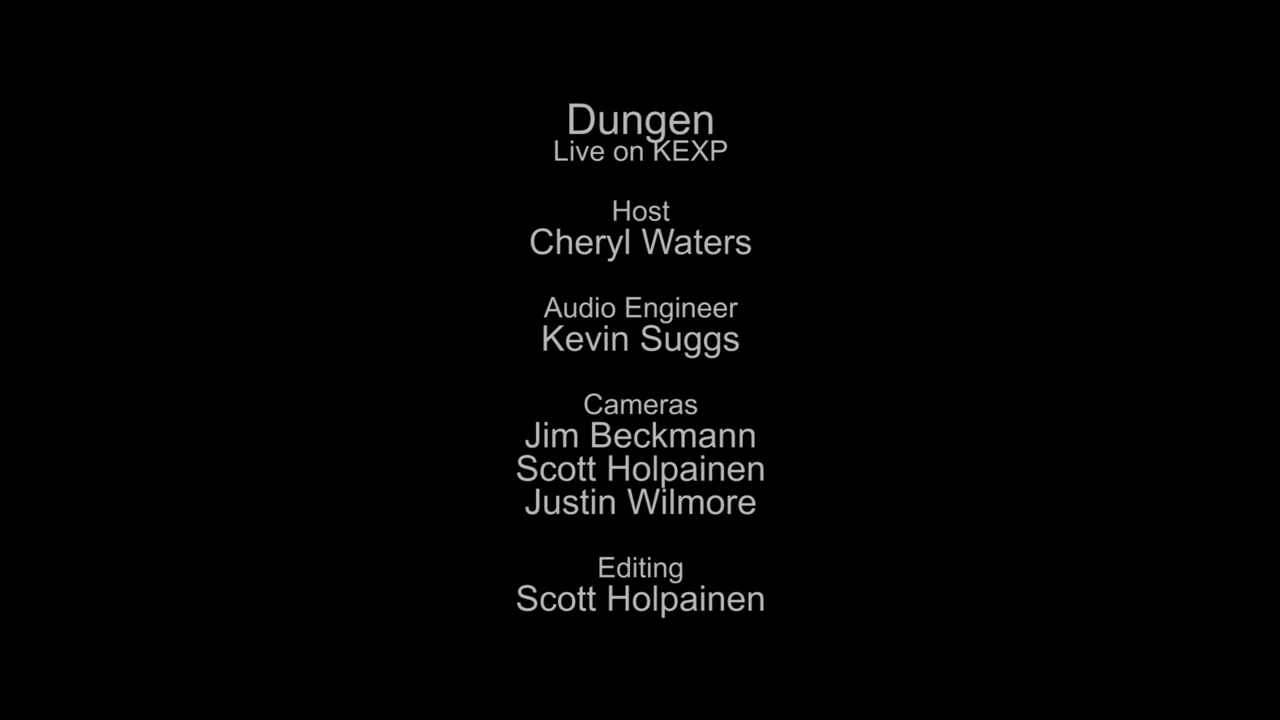 Dungen
Live on KEXP
Host
Cheryl Waters
Audio Engineer
Kevin Suggs
Cameras
Jim Beckmann
Scott Holpainen
Justin Wilmore
Editing
Scott Holpainen